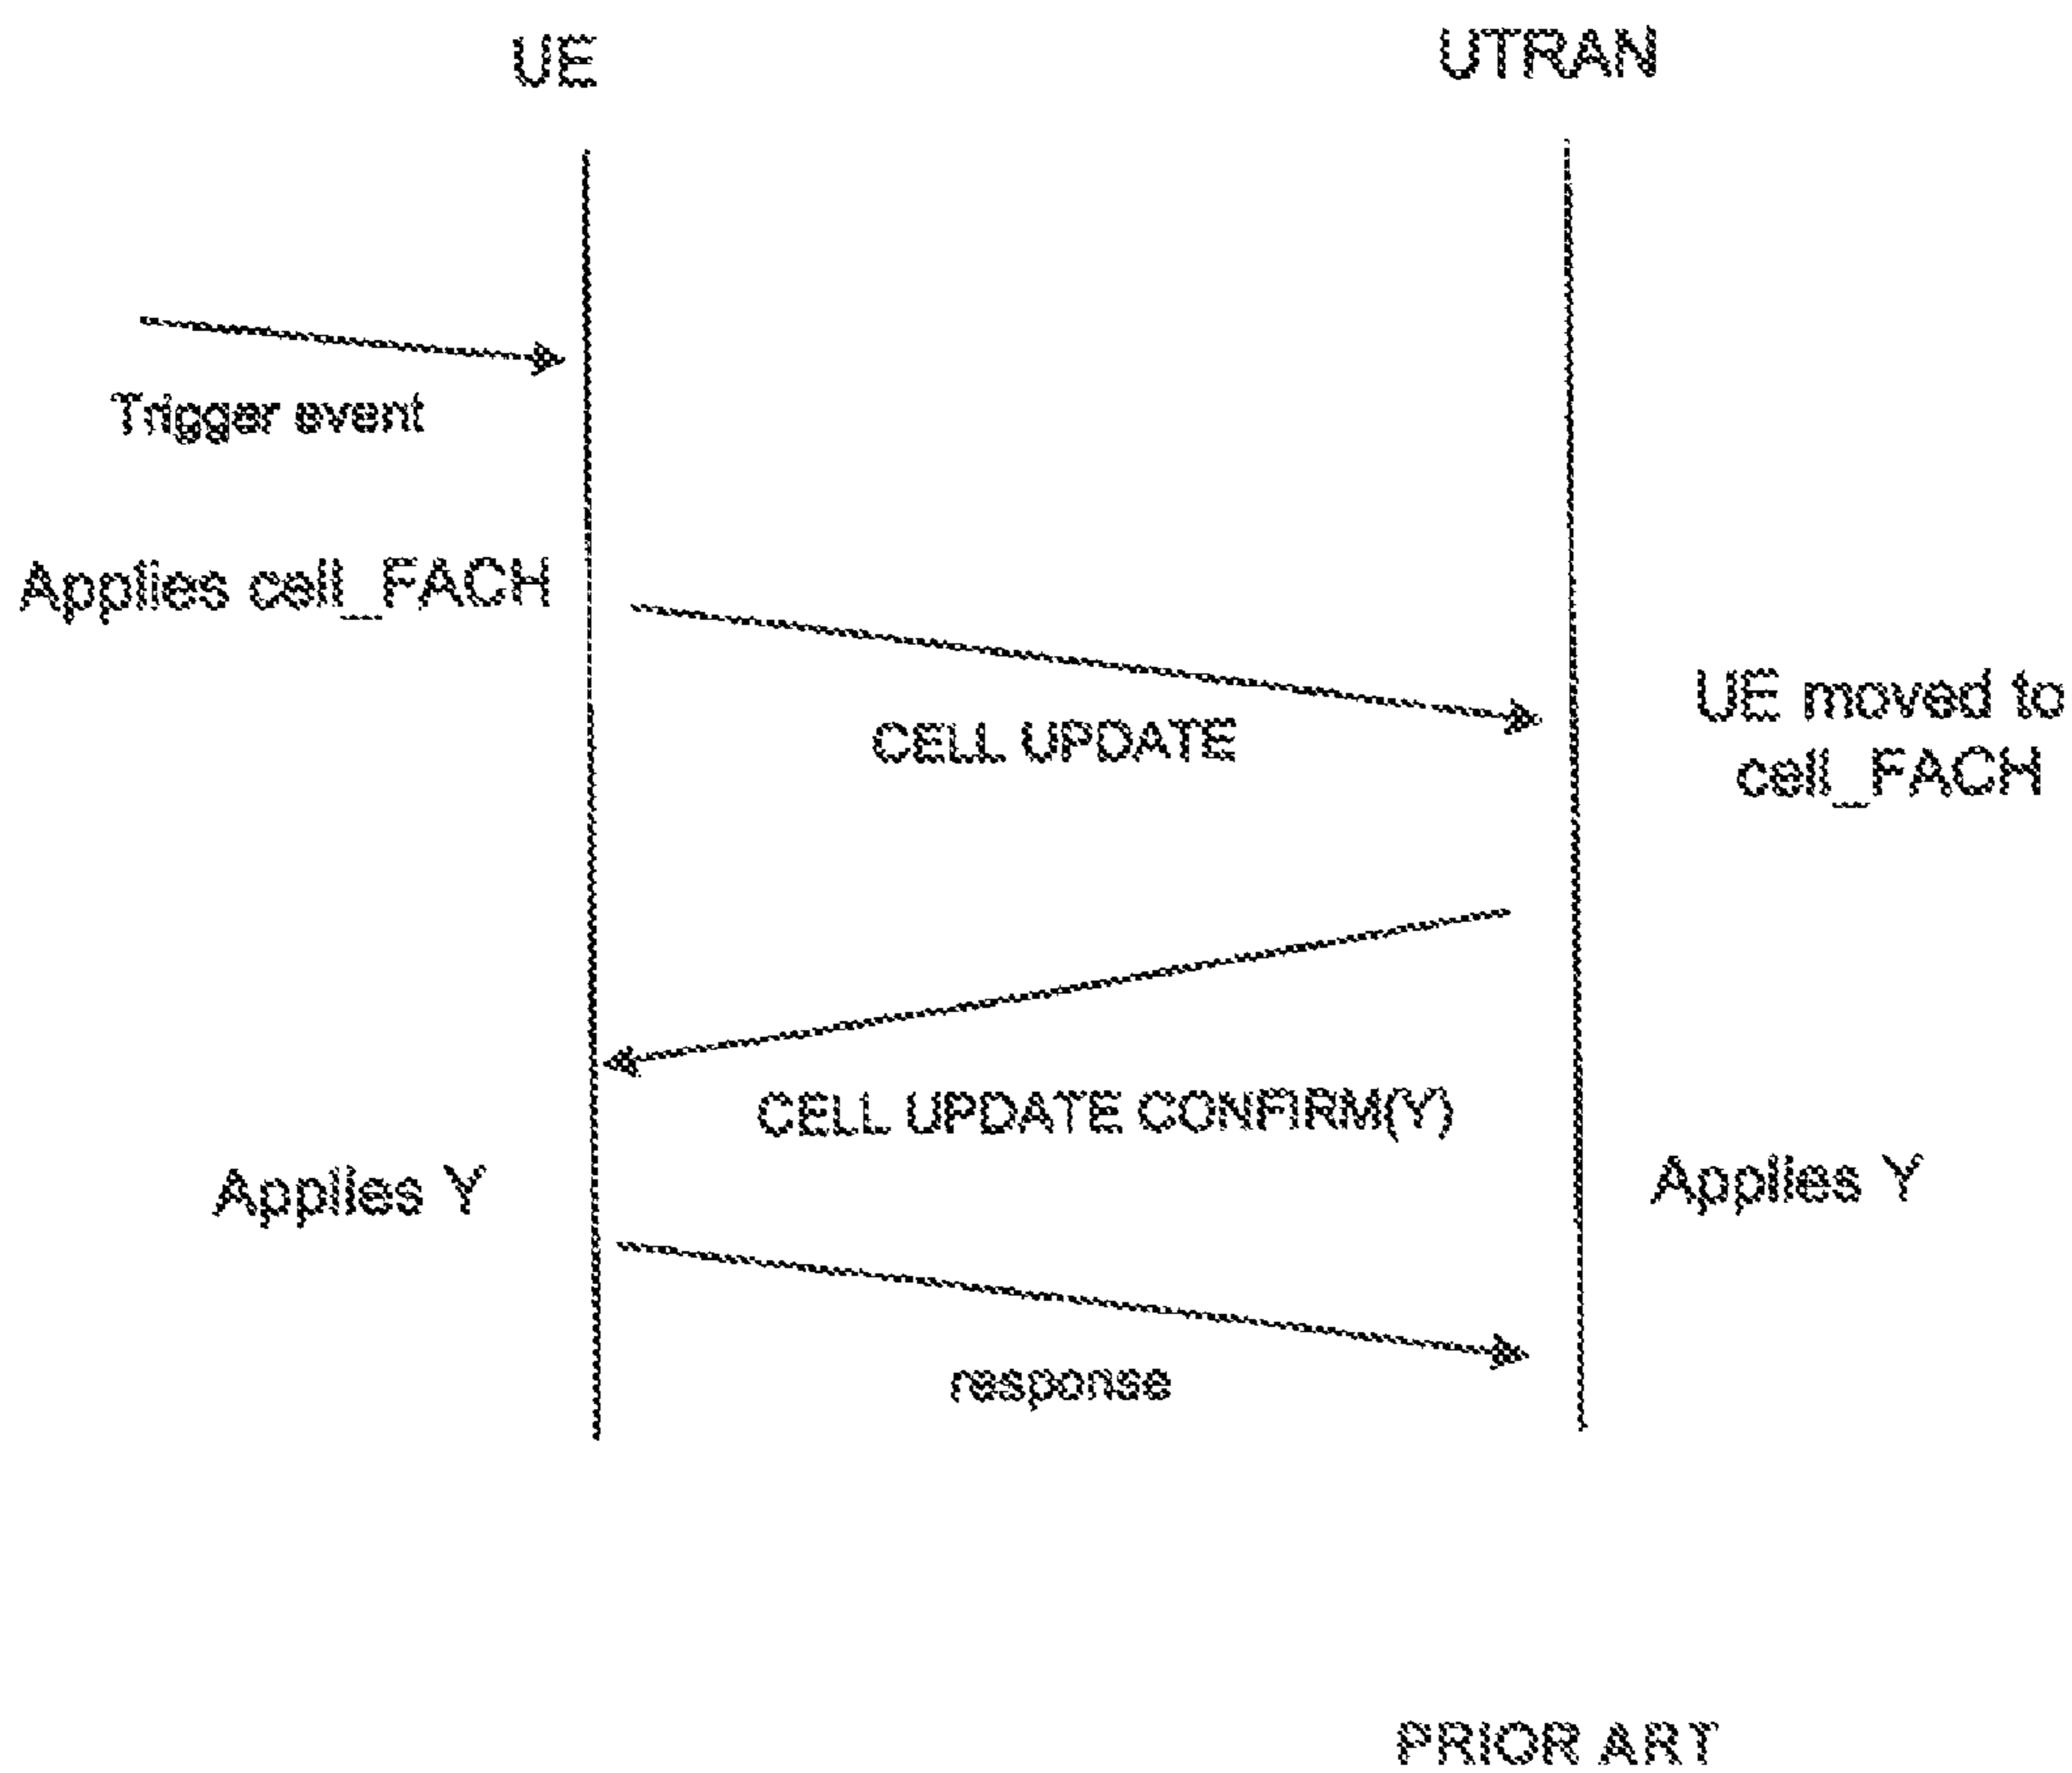 UE
UTRAN
Trigger event
Applies cell_FACH
CELL UPDATE
UE moved to
cell_FACH
CELL UPDATE CONFIRM(Y)
Applies Y
Applies Y
response
PRIOR ART